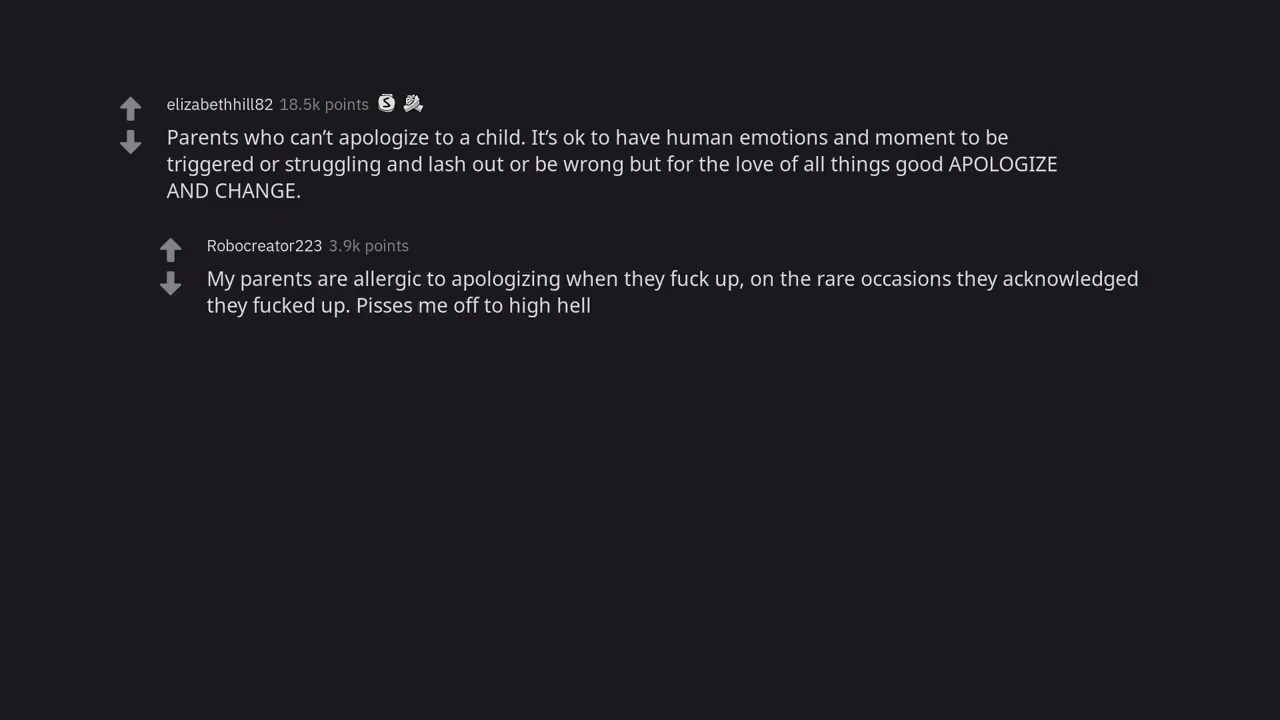 elizabethhill82 18.5k points
Parents who can’t apologize to a child. It’s ok to have human emotions and moment to be
triggered or struggling and lash out or be wrong but for the love of all things good APOLOGIZE
AND CHANGE.
Robocreator223 3.9k points
My parents are allergic to apologizing when they fuck up, on the rare occasions they acknowledged
they fucked up. Pisses me off to high hell